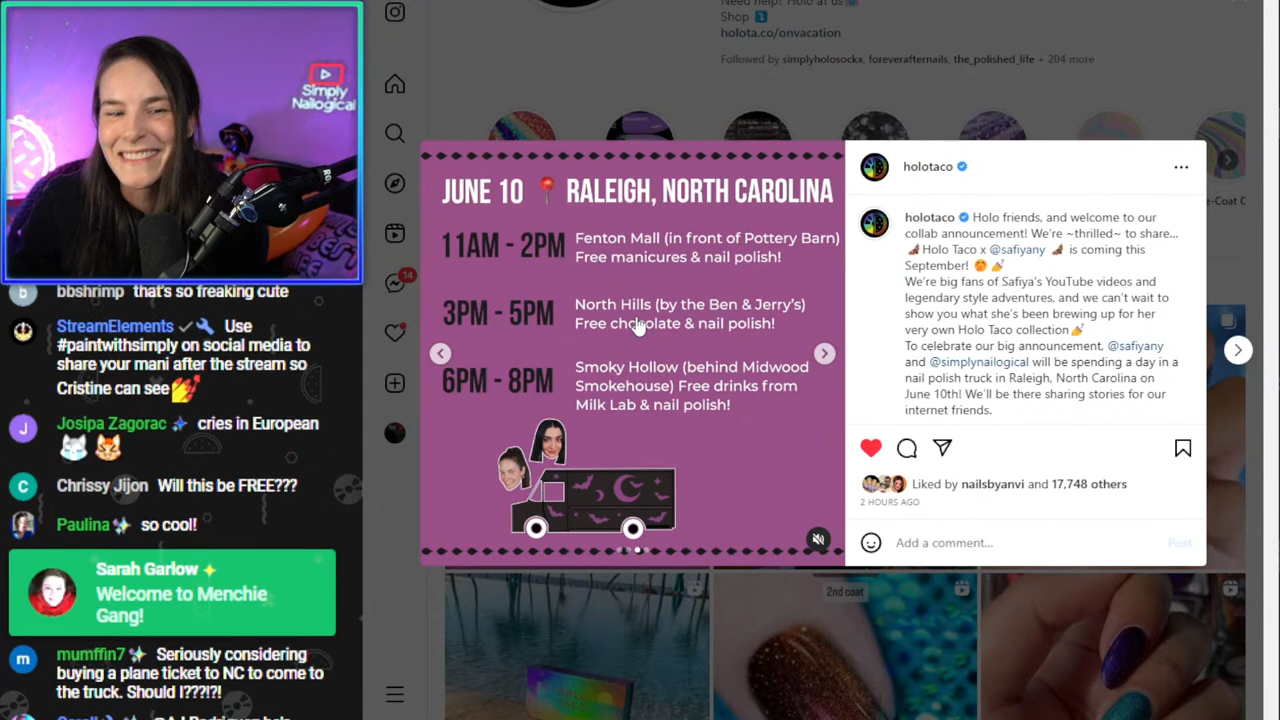 Simply
Nailogical
bbshrimp that's so freaking cute
StreamElements Use
#paintwithsimply on social media to
share your mani after the stream so
Cristine can see
Josipa Zagorac cries in European
Chrissy Jijon Will this be FREE???
Paulina so cool!
Sarah Garlow
Welcome to Menchie
Gang!
mumffin7 Seriously considering
buying a plane ticket to NC to come to
the truck. Should I???!?!
14
Need help? Holo at us
Shop
holota.co/onvacation
Followed by simplyholosockx, foreverafternails, the_polished_life + 204 more
JUNE 10 RALEIGH, NORTH CAROLINA
11AM - 2PM Fenton Mall (in front of Pottery Barn)
Free manicures & nail polish!
3PM - 5PM North Hills (by the Ben & Jerry's)
Free chocolate & nail polish!
6PM - 8PM Smoky Hollow (behind Midwood
Smokehouse) Free drinks from
Milk Lab & nail polish!
holotaco
holotaco Holo friends, and welcome to our
collab announcement! We're ~thrilled~ to share...
Holo Taco x @safiyany is coming this
September!
We're big fans of Safiya's YouTube videos and
legendary style adventures, and we can't wait to
show you what she's been brewing up for her
very own Holo Taco collection
To celebrate our big announcement, @safiyany
and @simplynailogical will be spending a day in a
nail polish truck in Raleigh, North Carolina on
June 10th! We'll be there sharing stories for our
internet friends.
Liked by nailsbyanvi and 17,748 others
2 HOURS AGO
Add a comment...
Post
2nd coat